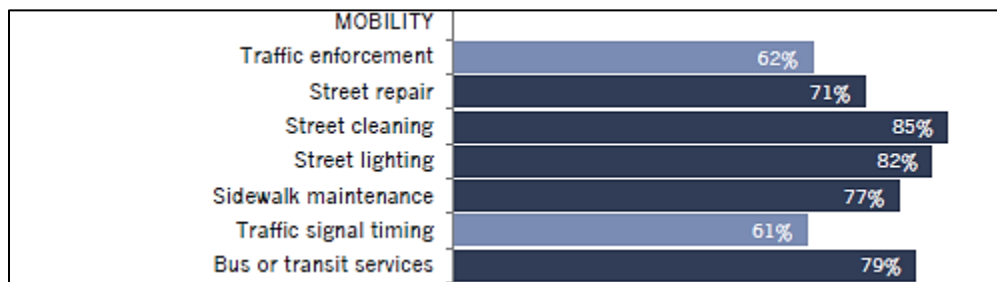 MOBILITY
Traffic enforcement 62%
Street repair 71%
Street cleaning 85%
Street lighting 82%
Sidewalk maintenance 77%
Traffic signal timing 61%
Bus or transit services 79%